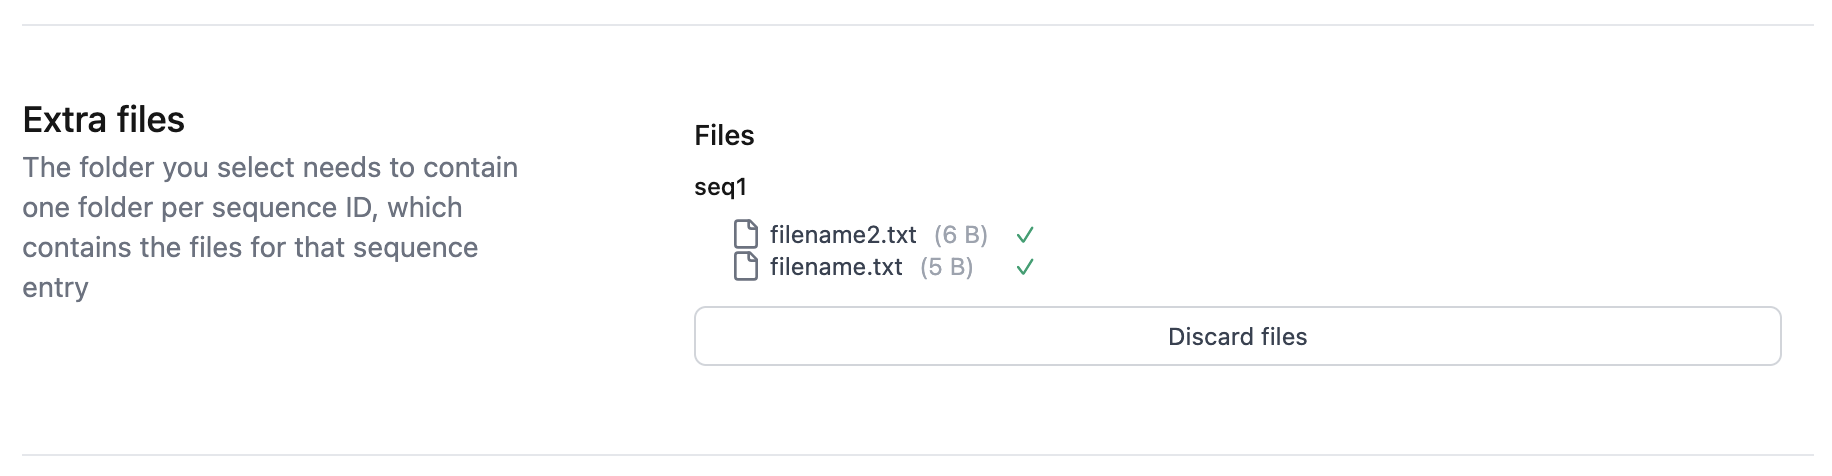 Extra files
The folder you select needs to contain
one folder per sequence ID, which
contains the files for that sequence
entry
Files
seq1
filename2.txt (6 B)
filename.txt (5 B)
Discard files